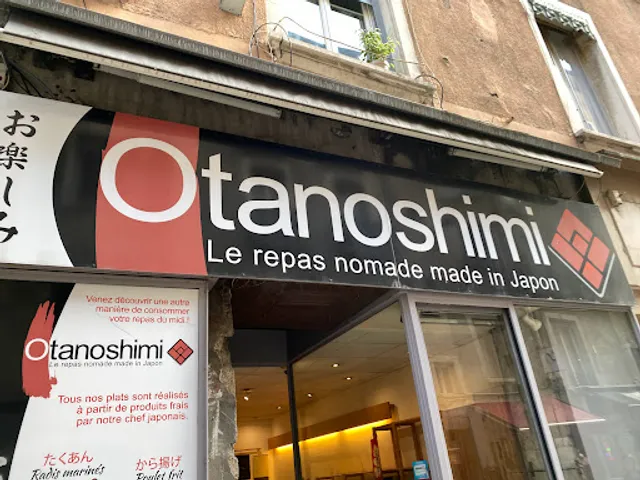 お楽しみ
Otanoshimi
Le repas nomade made in Japon
Venez découvrir une autre
manière de consommer
votre repas du midi !
Otanoshimi
Le repas nomade made in Japon
Tous nos plats sont réalisés
à partir de produits frais
par notre chef japonais.
たくあん
Radis marinés
から揚げ
Poulet frit